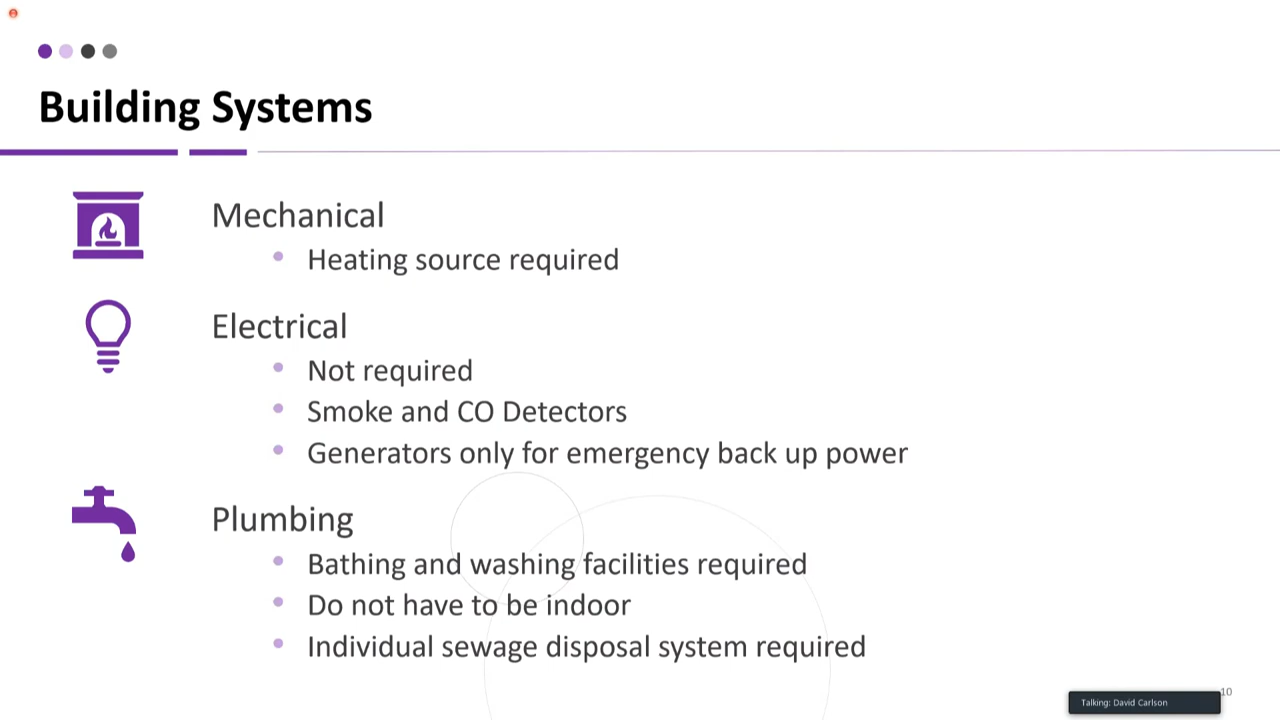 Building Systems
Mechanical
Heating source required
Electrical
Not required
Smoke and CO Detectors
Generators only for emergency back up power
Plumbing
Bathing and washing facilities required
Do not have to be indoor
Individual sewage disposal system required
10
Talking: David Carlson